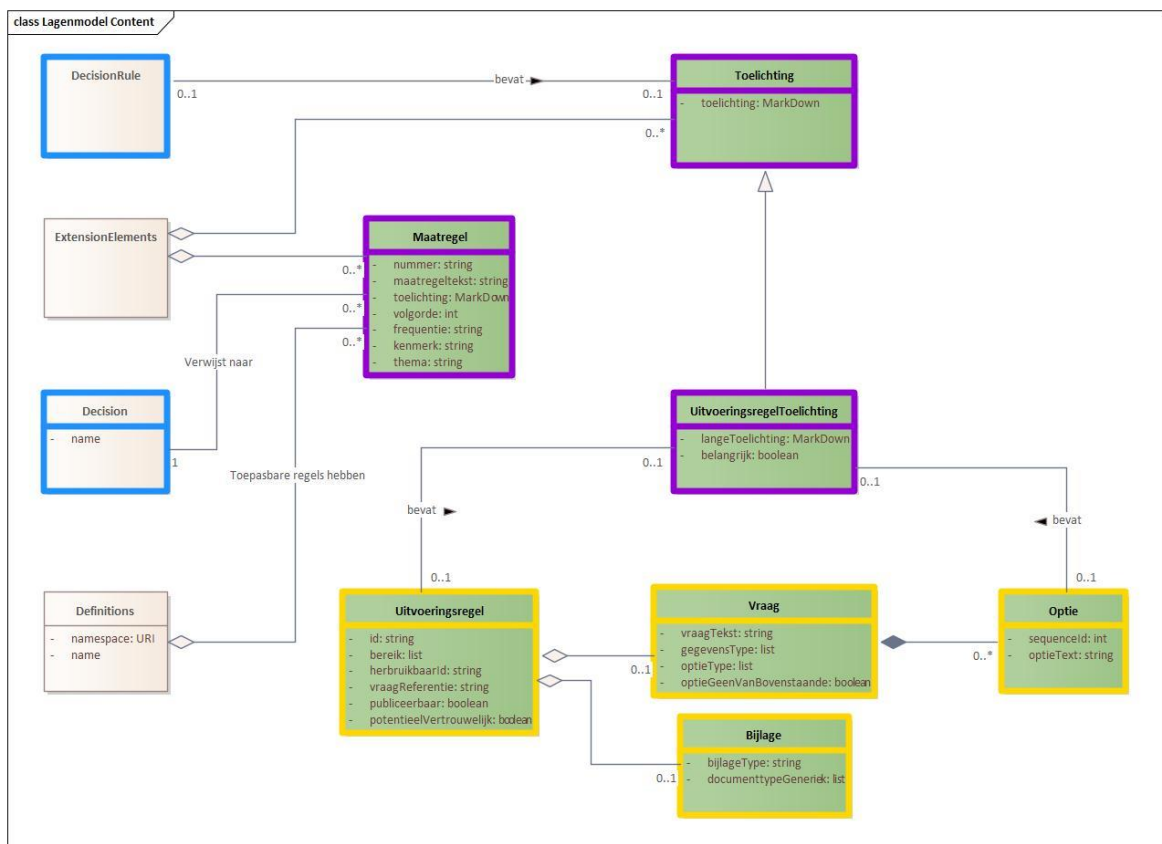 class Lagenmodel Content
DecisionRule
0..1
bevat
0..1
Toelichting
- toelichting: MarkDown
0..*
ExtensionElements
0..*
Maatregel
- nummer: string
- maatregeltekst: string
- toelichting: MarkDown
- volgorde: int
- frequentie: string
- kenmerk: string
- thema: string
0..*
0..*
Verwijst naar
Decision
- name
1
Toepasbare regels hebben
UitvoeringsregelToelichting
- langeToelichting: MarkDown
- belangrijk: boolean
0..1
0..1
bevat
bevat
0..1
0..1
Definitions
- namespace: URI
- name
Uitvoeringsregel
- id: string
- bereik: list
- herbruikbaarId: string
- vraagReferentie: string
- publiceerbaar: boolean
- potentieelVertrouwelijk: boolean
Vraag
- vraagTekst: string
- gegevensType: list
- optieType: list
- optieGeenVanBovenstaande: boolean
0..1
0..*
Optie
- sequenceId: int
- optieText: string
Bijlage
- bijlageType: string
- documenttypeGeneriek: list
0..1